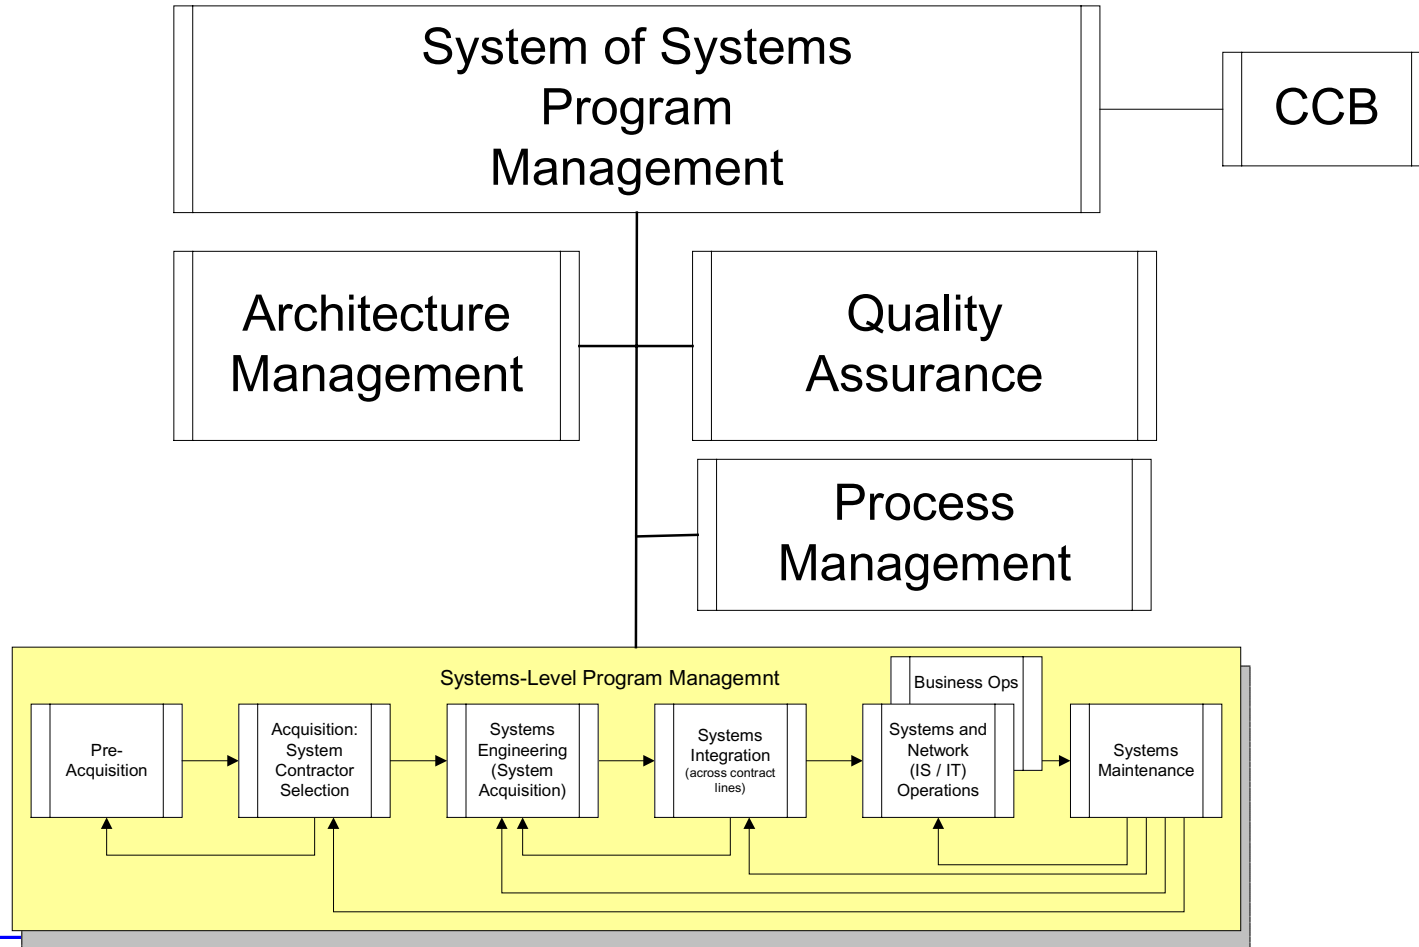 System of Systems
Program
Management
CCB
Architecture
Management
Quality
Assurance
Process
Management
Systems-Level Program Managemnt
Pre-
Acquisition
Acquisition:
System
Contractor
Selection
Systems
Engineering
(System
Acquisition)
Systems
Integration
(across contract
lines)
Business Ops
Systems and
Network
(IS / IT)
Operations
Systems
Maintenance